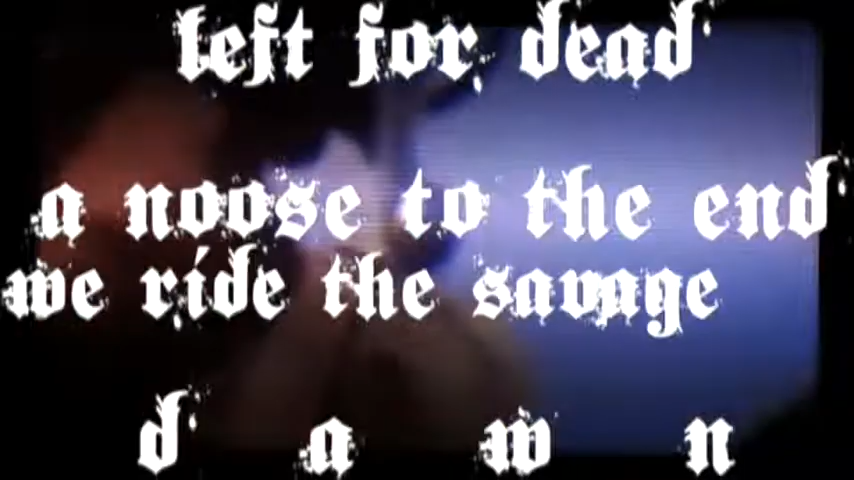 left for dead
a noose to the end
we ride the savage
d a w n